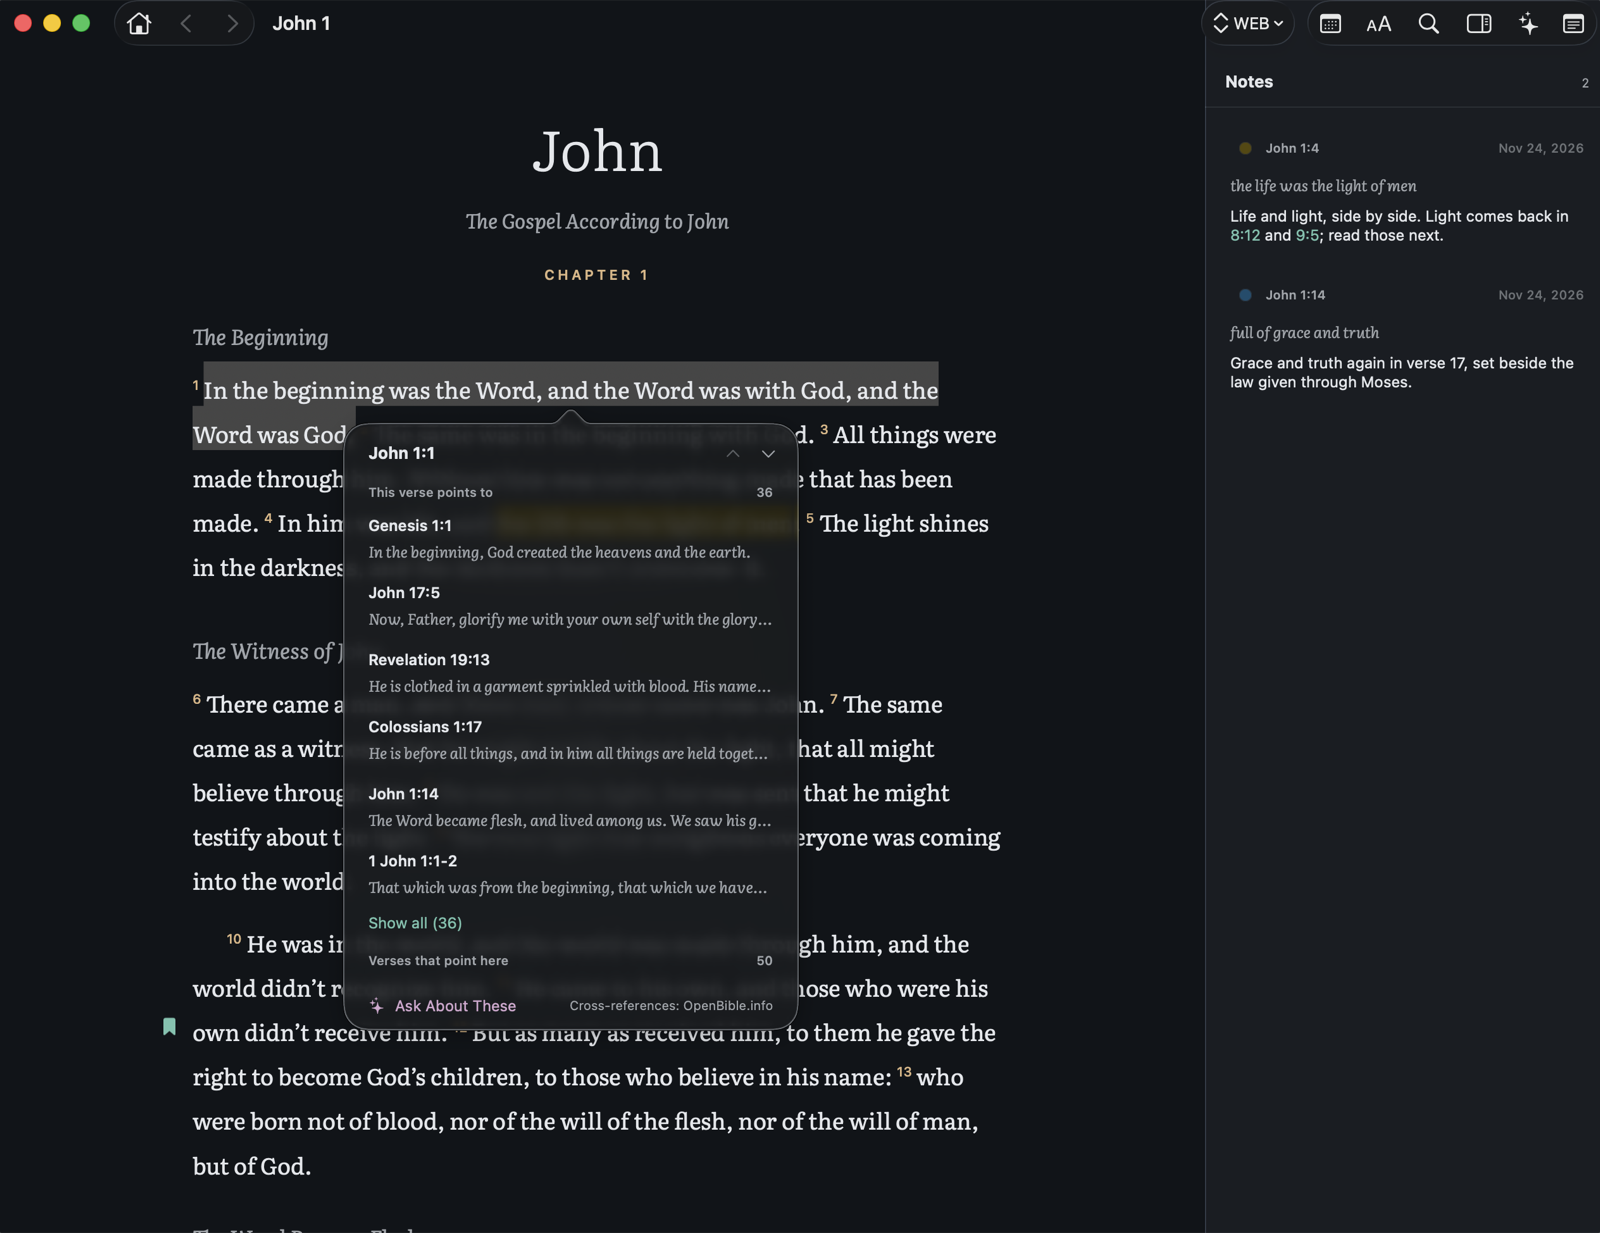 John 1
WEB
AA
John
The Gospel According to John
CHAPTER 1
The Beginning
1 In the beginning was the Word, and the Word was with God, and the
Word was God d. 3 All things were
made through e that has been
made. 4 In him 5 The light shines
in the darkness
The Witness of J
6 There came a n. 7 The same
came as a witn hat all might
believe throug that he might
testify about t eryone was coming
into the world
10 He was in gh him, and the
world didn’t r hose who were his
own didn’t receive him. But as many as received him, to them he gave the
right to become God’s children, to those who believe in his name: 13 who
were born not of blood, nor of the will of the flesh, nor of the will of man,
but of God.
John 1:1
This verse points to 36
Genesis 1:1
In the beginning, God created the heavens and the earth.
John 17:5
Now, Father, glorify me with your own self with the glory...
Revelation 19:13
He is clothed in a garment sprinkled with blood. His name...
Colossians 1:17
He is before all things, and in him all things are held toget...
John 1:14
The Word became flesh, and lived among us. We saw his g...
1 John 1:1-2
That which was from the beginning, that which we have...
Show all (36)
Verses that point here 50
Ask About These Cross-references: OpenBible.info
Notes 2
John 1:4 Nov 24, 2026
the life was the light of men
Life and light, side by side. Light comes back in
8:12 and 9:5; read those next.
John 1:14 Nov 24, 2026
full of grace and truth
Grace and truth again in verse 17, set beside the
law given through Moses.